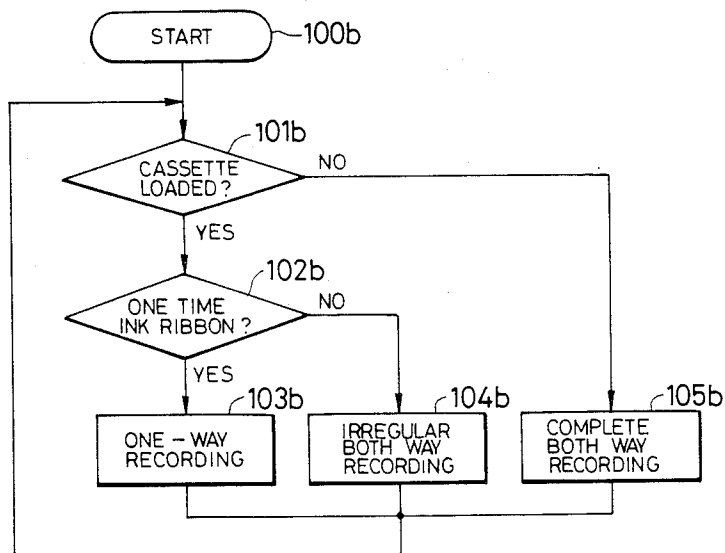 START
100b
101b
CASSETTE
LOADED?
NO
YES
102b
ONE TIME
INK RIBBON?
NO
YES
103b
ONE-WAY
RECORDING
104b
IRREGULAR
BOTH WAY
RECORDING
105b
COMPLETE
BOTH WAY
RECORDING